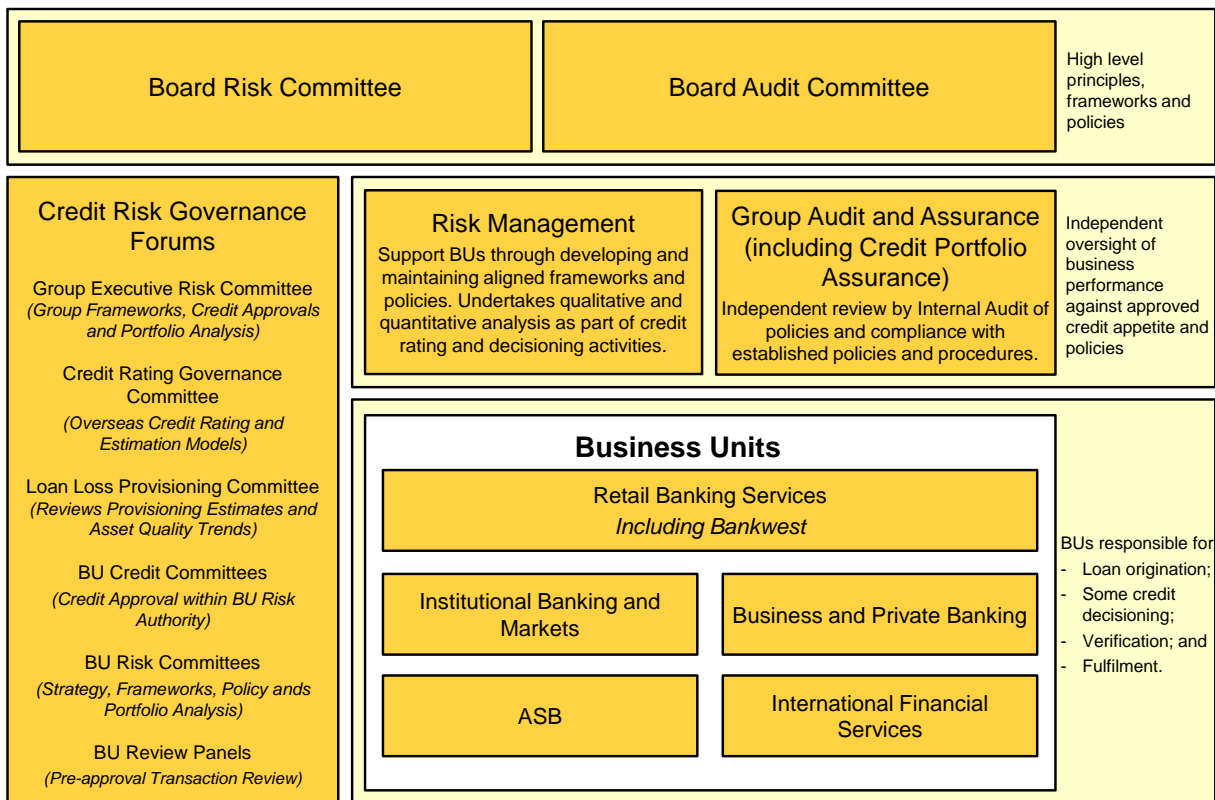 Board Risk Committee
Board Audit Committee
High level
principles,
frameworks and
policies
Credit Risk Governance
Forums
Group Executive Risk Committee
(Group Frameworks, Credit Approvals
and Portfolio Analysis)
Credit Rating Governance
Committee
(Overseas Credit Rating and
Estimation Models)
Loan Loss Provisioning Committee
(Reviews Provisioning Estimates and
Asset Quality Trends)
BU Credit Committees
(Credit Approval within BU Risk
Authority)
BU Risk Committees
(Strategy, Frameworks, Policy ands
Portfolio Analysis)
BU Review Panels
(Pre-approval Transaction Review)
Risk Management
Support BUs through developing and
maintaining aligned frameworks and
policies. Undertakes qualitative and
quantitative analysis as part of credit
rating and decisioning activities.
Group Audit and Assurance
(including Credit Portfolio
Assurance)
Independent review by Internal Audit of
policies and compliance with
established policies and procedures.
Independent
oversight of
business
performance
against approved
credit appetite and
policies
Business Units
Retail Banking Services
Including Bankwest
Institutional Banking and
Markets
Business and Private Banking
ASB
International Financial
Services
BUs responsible for
- Loan origination;
- Some credit
decisioning;
- Verification; and
- Fulfilment.